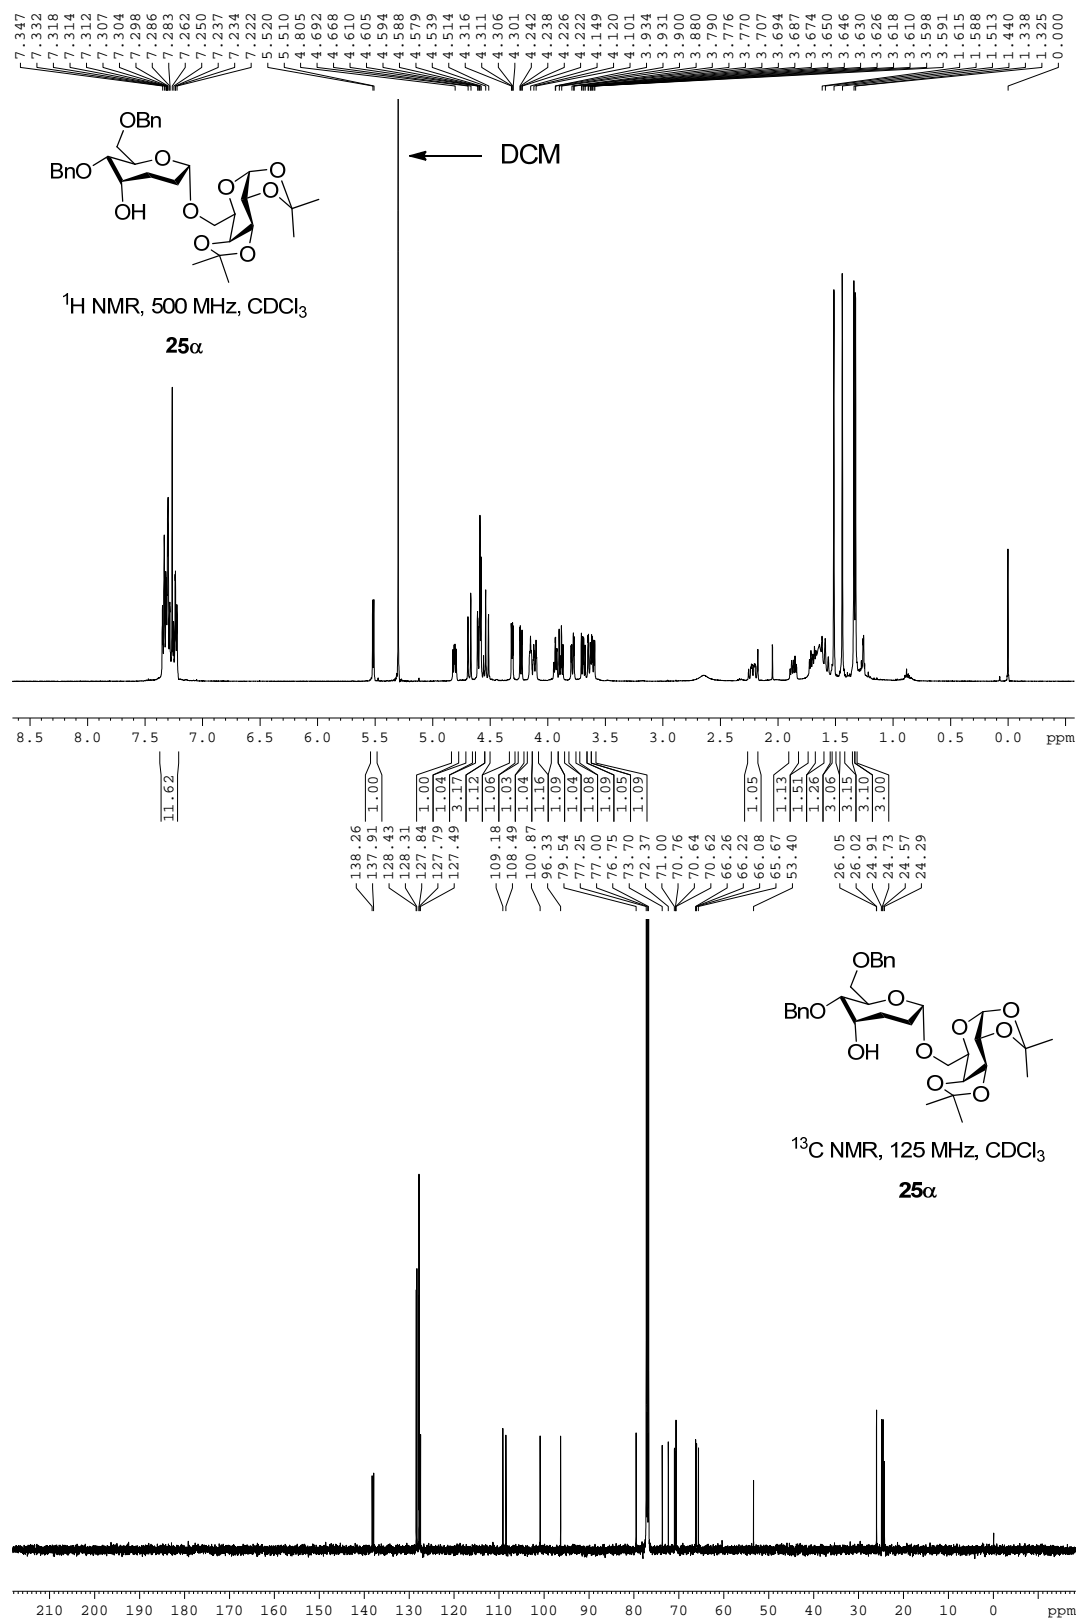 7.347 7.332 7.318 7.314 7.312 7.307 7.304 7.298 7.286 7.283 7.262 7.250 7.237 7.234 7.222 5.520 5.510 4.805 4.692 4.668 4.610 4.605 4.594 4.588 4.579 4.539 4.514 4.316 4.311 4.306 4.301 4.242 4.238 4.226 4.222 4.149 4.120 4.101 3.934 3.931 3.900 3.880 3.790 3.776 3.770 3.707 3.694 3.687 3.674 3.650 3.646 3.630 3.626 3.618 3.610 3.598 3.591 1.615 1.588 1.513 1.440 1.338 1.325 0.000
OBn
DCM
BnO
O
O
O
O
OH
O
O
O
¹H NMR, 500 MHz, CDCl₃
25α
8.5 8.0 7.5 7.0 6.5 6.0 5.5 5.0 4.5 4.0 3.5 3.0 2.5 2.0 1.5 1.0 0.5 0.0 ppm
11.62 1.00 1.00 1.04 3.17 1.12 1.06 1.03 1.04 1.16 1.09 1.04 1.08 1.09 1.05 1.09 1.05 1.13 1.51 1.26 3.06 3.15 3.10 3.00
138.26 137.91 128.43 128.31 127.84 127.79 127.49 109.18 108.49 100.87 96.33 79.54 77.25 77.00 76.75 73.70 72.37 71.00 70.76 70.64 70.62 66.26 66.22 66.08 65.67 53.40 26.05 26.02 24.91 24.73 24.57 24.29
OBn
BnO
O
O
O
O
OH
O
O
O
¹³C NMR, 125 MHz, CDCl₃
25α
210 200 190 180 170 160 150 140 130 120 110 100 90 80 70 60 50 40 30 20 10 0 ppm